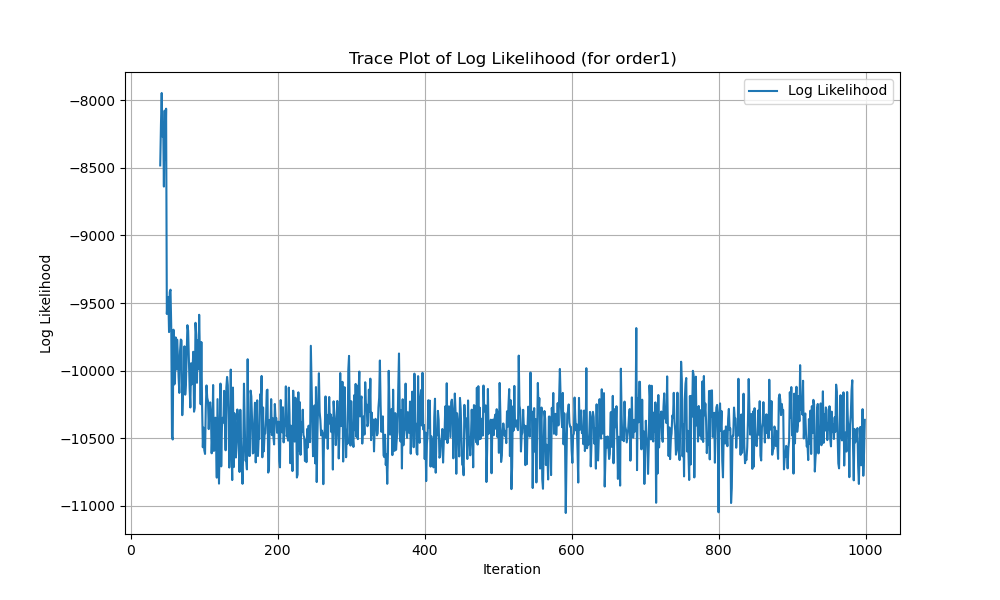 Trace Plot of Log Likelihood (for order1)
Log Likelihood
−8000
−8500
−9000
−9500
−10000
−10500
−11000
Log Likelihood
0 200 400 600 800 1000
Iteration